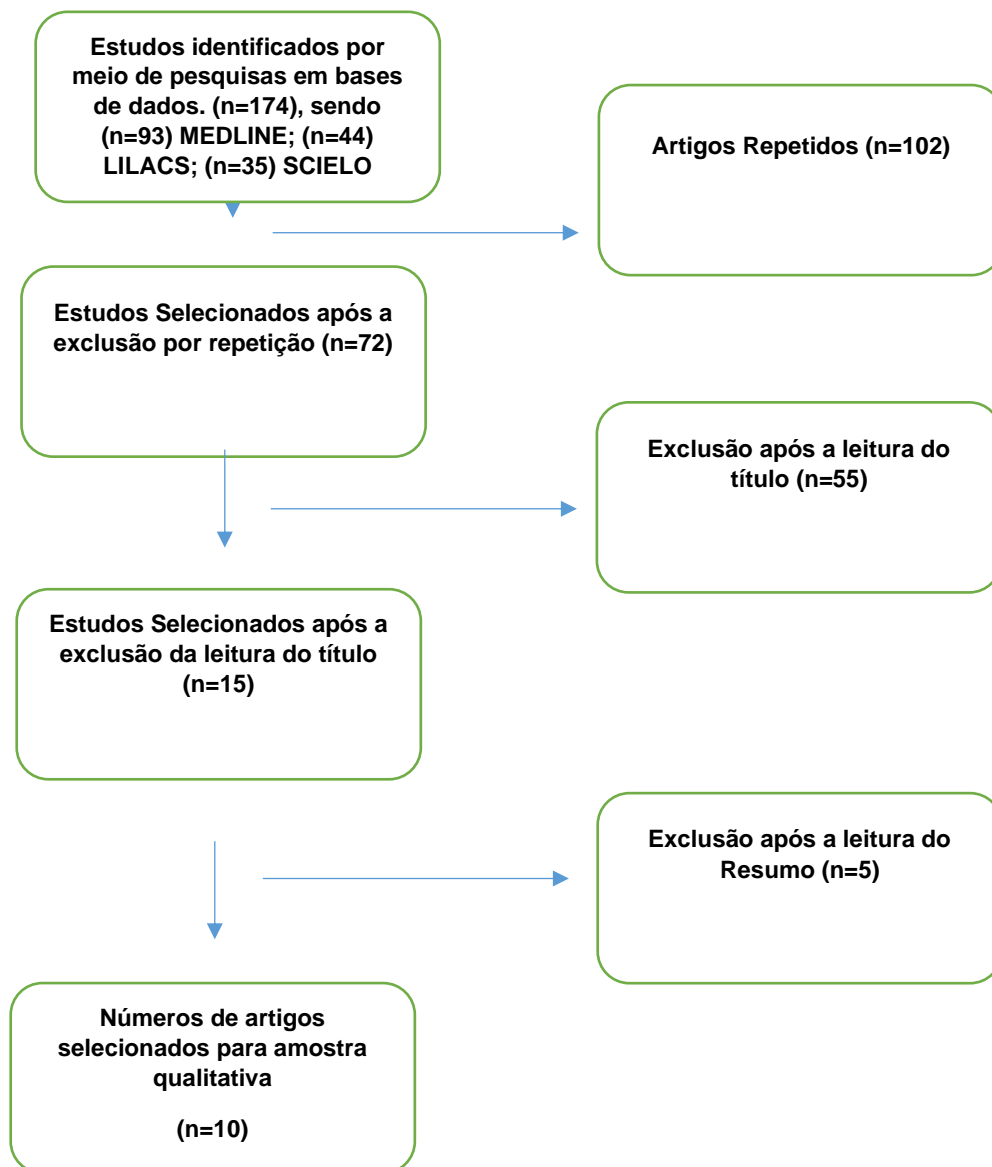 Estudos identificados por
meio de pesquisas em bases
de dados. (n=174), sendo
(n=93) MEDLINE; (n=44)
LILACS; (n=35) SCIELO
Artigos Repetidos (n=102)
Estudos Selecionados após a
exclusão por repetição (n=72)
Exclusão após a leitura do
título (n=55)
Estudos Selecionados após a
exclusão da leitura do título
(n=15)
Exclusão após a leitura do
Resumo (n=5)
Números de artigos
selecionados para amostra
qualitativa
(n=10)